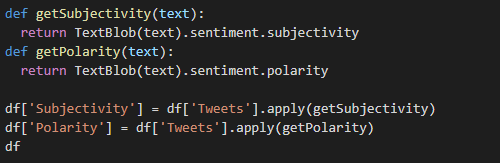 def getSubjectivity(text):
  return TextBlob(text).sentiment.subjectivity
def getPolarity(text):
  return TextBlob(text).sentiment.polarity

df['Subjectivity'] = df['Tweets'].apply(getSubjectivity)
df['Polarity'] = df['Tweets'].apply(getPolarity)
df